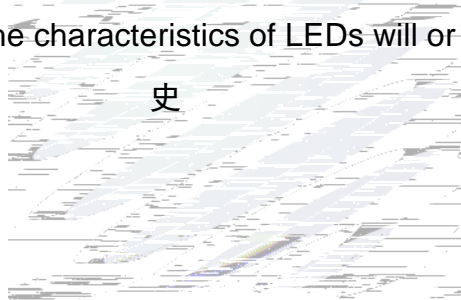 he characteristics of LEDs will or
史